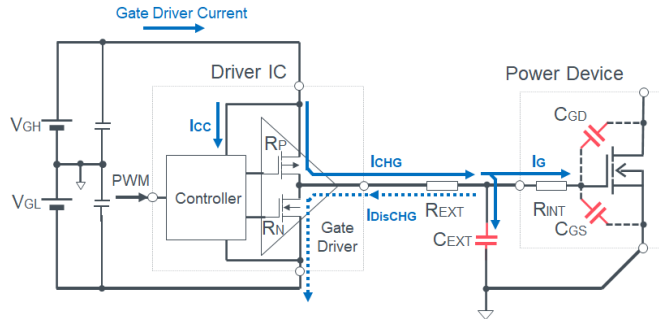 Gate Driver Current
Driver IC
Power Device
VGH
ICC
RP
ICHG
IG
CGD
PWM
Controller
VGL
RN
Gate
Driver
IDisCHG
REXT
CEXT
RINT
CGS